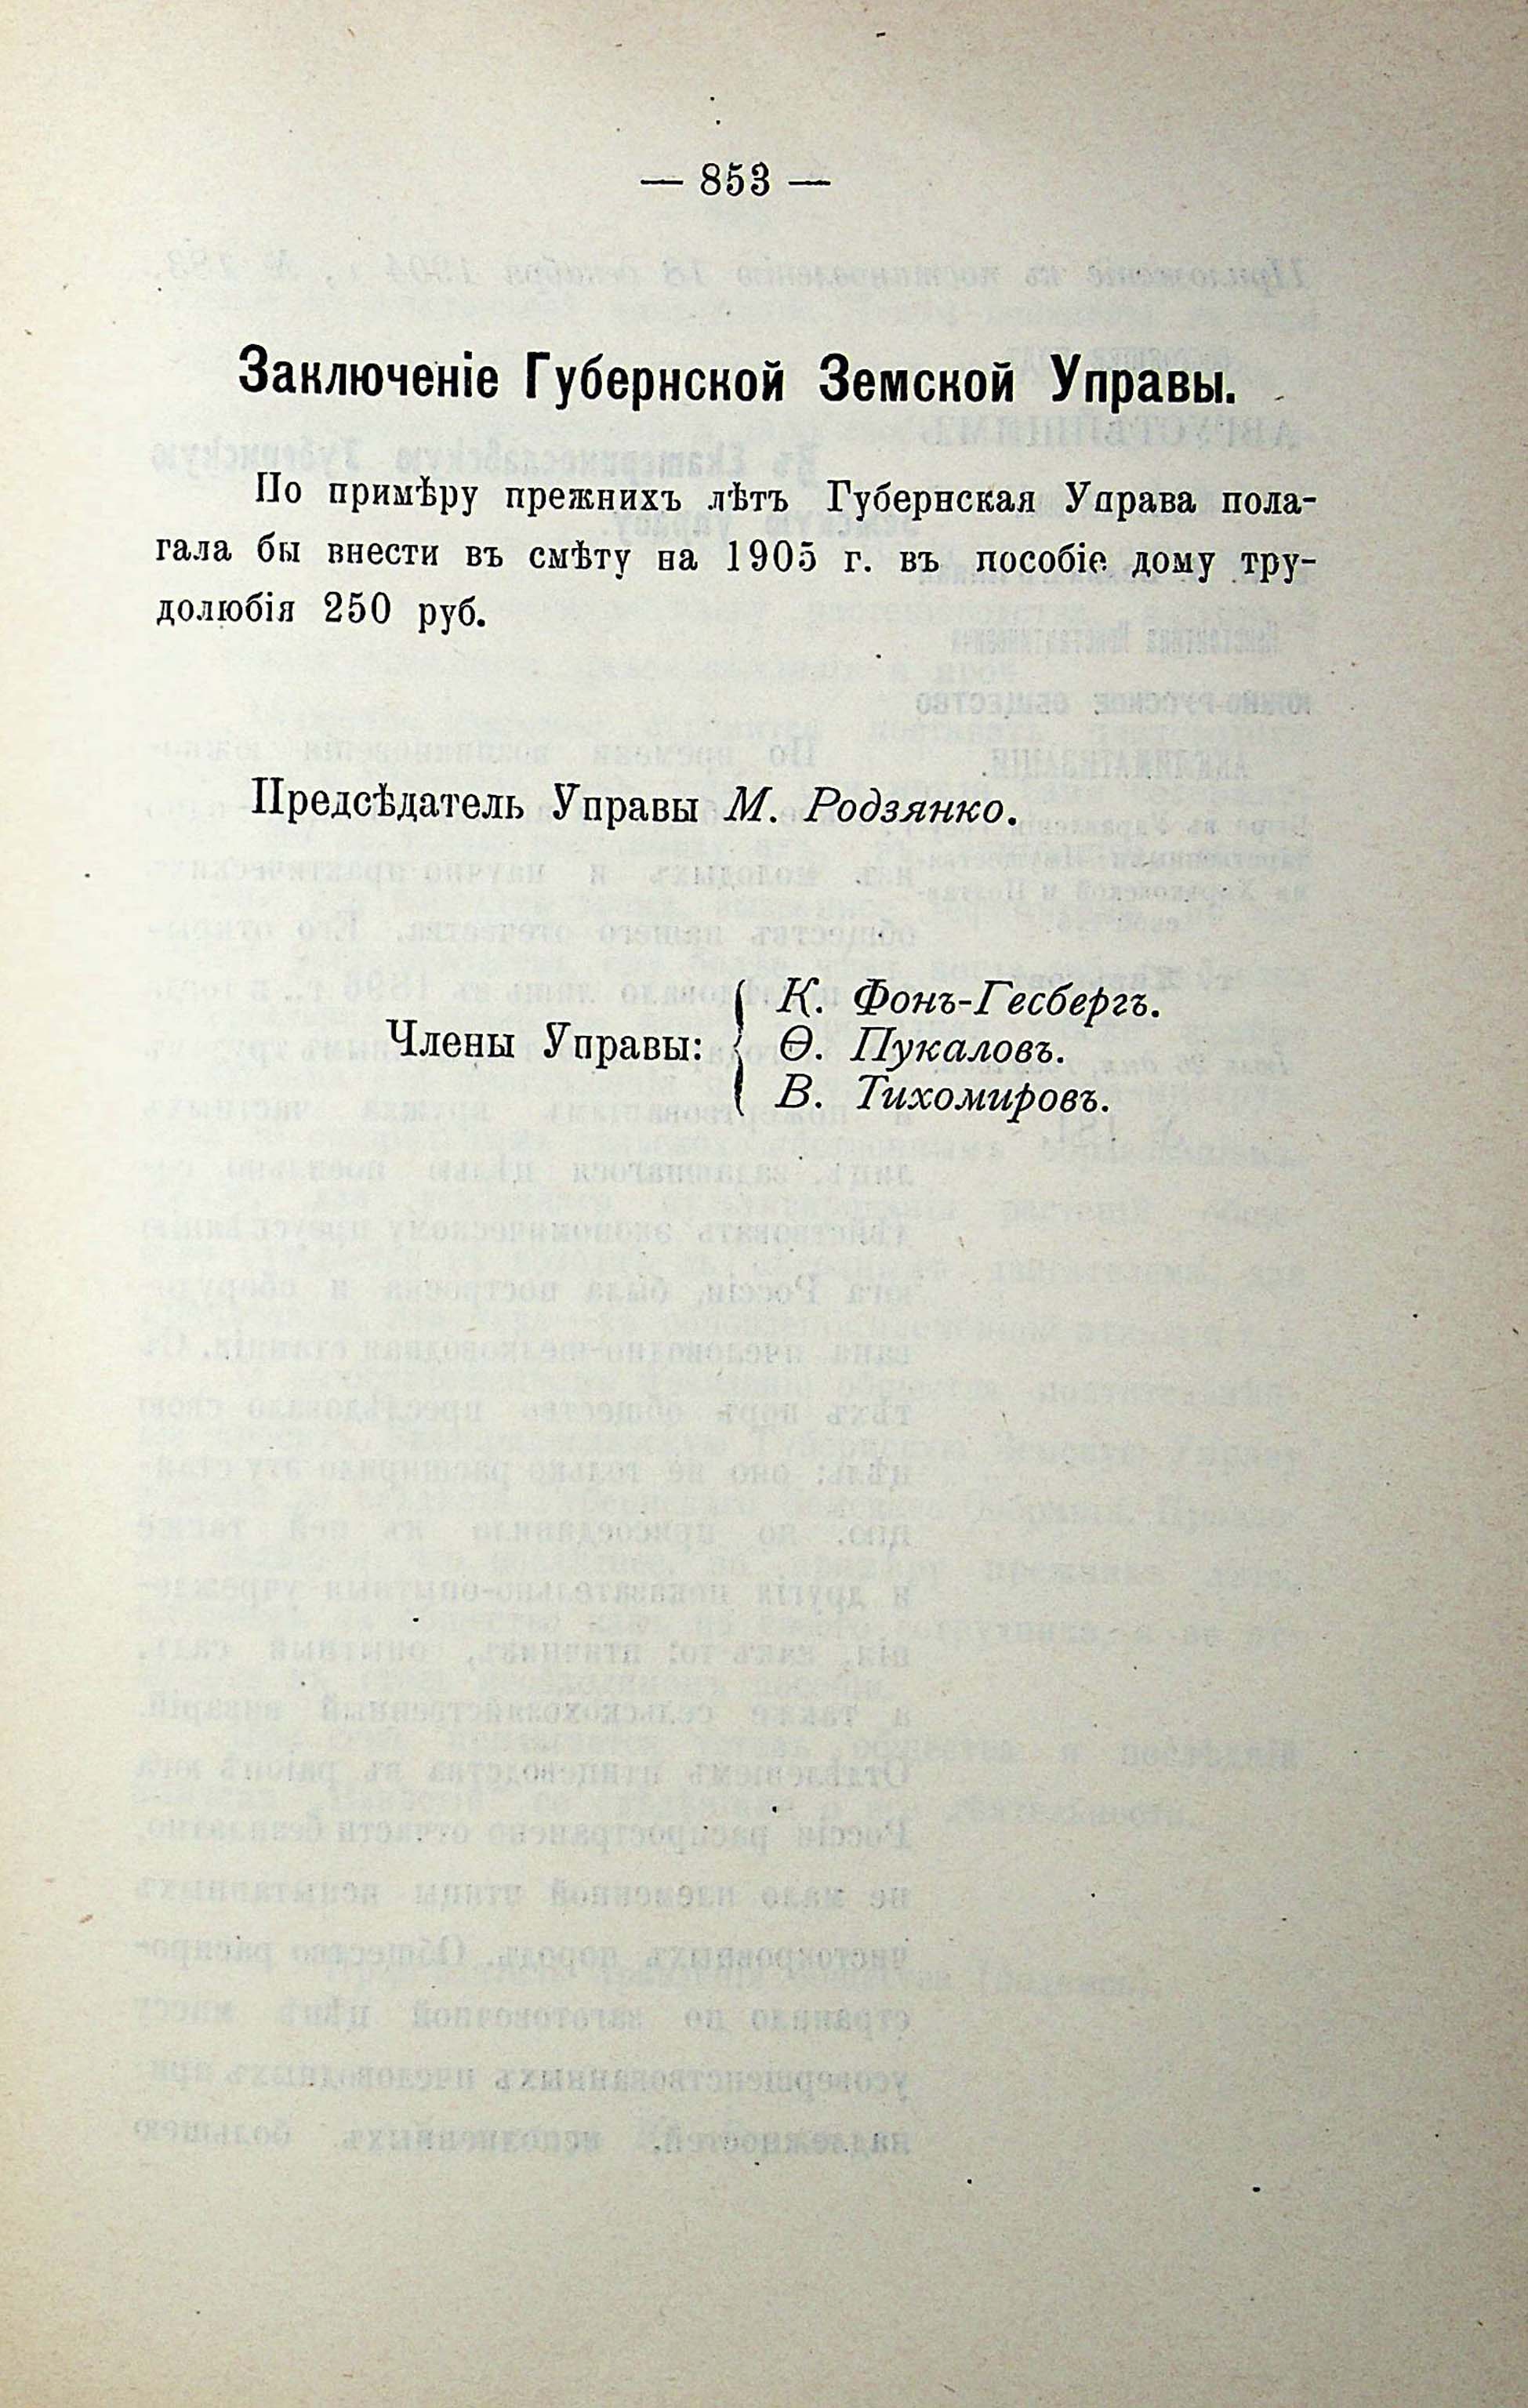 — 853 —
Заключеніе Губернской Земской Управы.
По примѣру прежнихъ лѣтъ Губернская Управа пола-
гала бы внести въ смѣту на 1905 г. въ пособіе дому тру-
долюбія 250 руб.
Предсѣдатель Управы М. Родзянко.
К. Фонъ-Гесбергъ.
Члены Управы: Ѳ. Пукаловъ.
В. Тихомировъ.